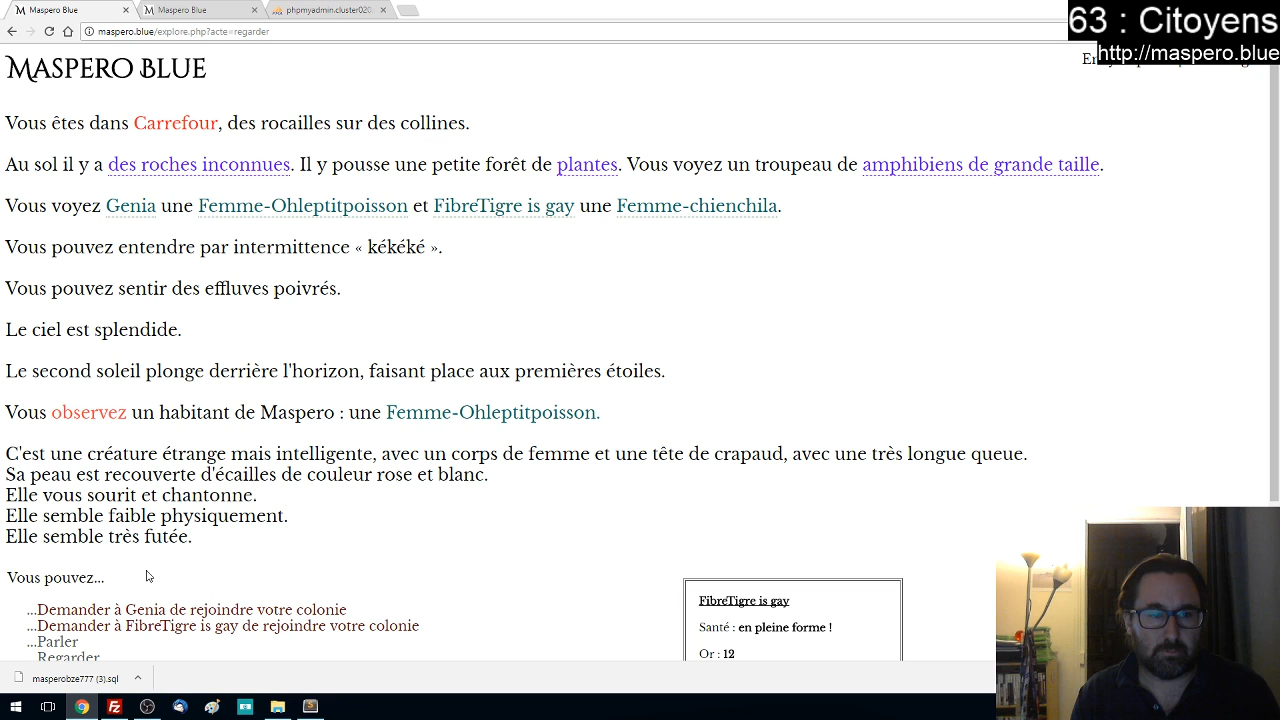 Maspero Blue
Maspero Blue
phpmyadmin.cluster020.
63 : Citoyens
maspero.blue/explore.php?acte=regarder
http://maspero.blue
MASPERO BLUE
Vous êtes dans Carrefour, des rocailles sur des collines.
Au sol il y a des roches inconnues. Il y pousse une petite forêt de plantes. Vous voyez un troupeau de amphibiens de grande taille.
Vous voyez Genia une Femme-Ohleptitpoisson et FibreTigre is gay une Femme-chienchila.
Vous pouvez entendre par intermittence « kékéké ».
Vous pouvez sentir des effluves poivrés.
Le ciel est splendide.
Le second soleil plonge derrière l'horizon, faisant place aux premières étoiles.
Vous observez un habitant de Maspero : une Femme-Ohleptitpoisson.
C'est une créature étrange mais intelligente, avec un corps de femme et une tête de crapaud, avec une très longue queue.
Sa peau est recouverte d'écailles de couleur rose et blanc.
Elle vous sourit et chantonne.
Elle semble faible physiquement.
Elle semble très futée.
Vous pouvez...
...Demander à Genia de rejoindre votre colonie
...Demander à FibreTigre is gay de rejoindre votre colonie
...Parler
...Regarder
FibreTigre is gay
Santé : en pleine forme !
Or : 12
masperobze777 (3).sql